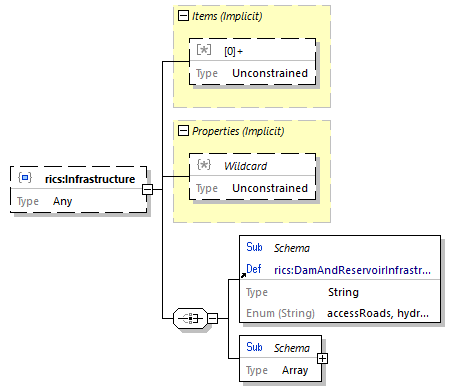 Items (Implicit)
[*] [0]+
Type Unconstrained
Properties (Implicit)
{*} Wildcard
Type Unconstrained
rics:Infrastructure
Type Any
Sub Schema
Def rics:DamAndReservoirInfrastr...
Type String
Enum (String) accessRoads, hydr...
Sub Schema
Type Array